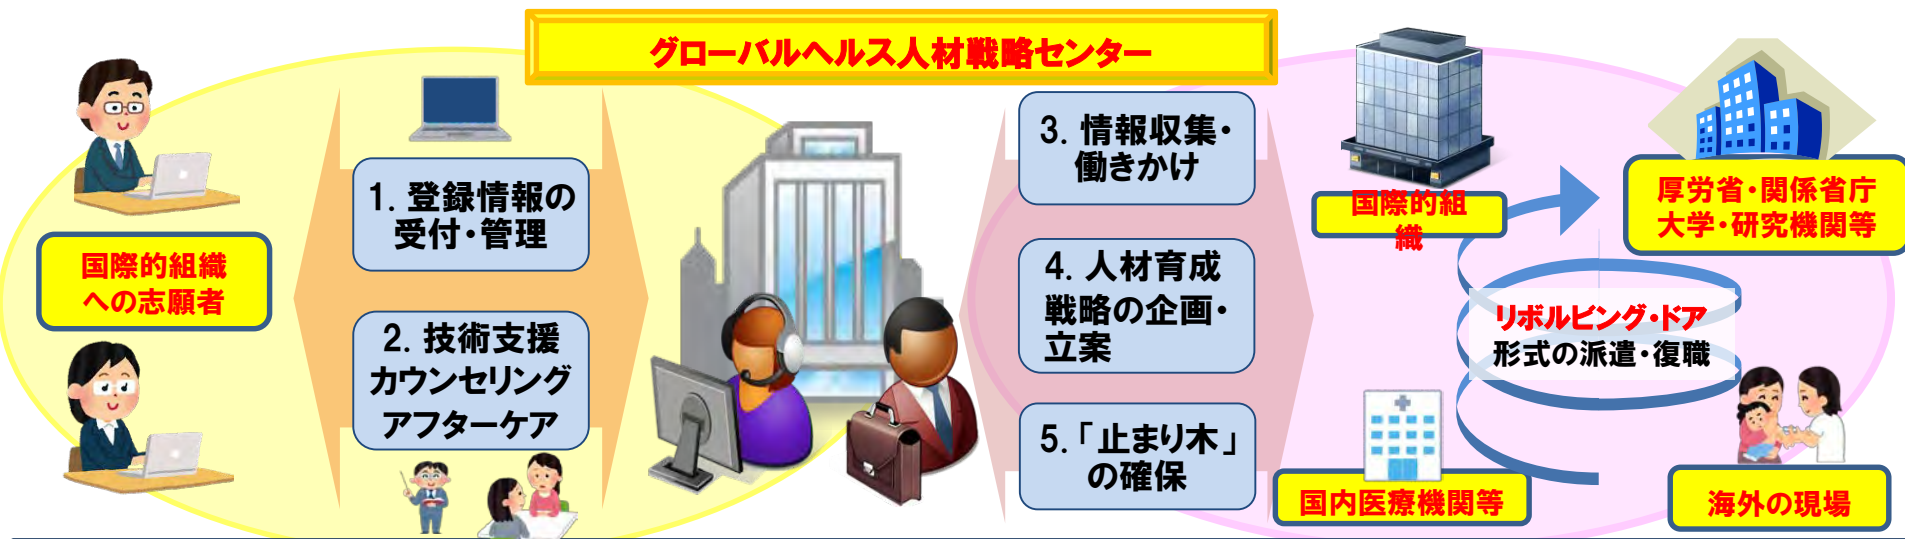 グローバルヘルス人材戦略センター
国際的組織
への志願者
1. 登録情報の
受付・管理
2. 技術支援
カウンセリング
アフターケア
3. 情報収集・
働きかけ
4. 人材育成
戦略の企画・
立案
5.「止まり木」
の確保
国際的組
織
厚労省・関係省庁
大学・研究機関等
リボルビング・ドア
形式の派遣・復職
国内医療機関等
海外の現場